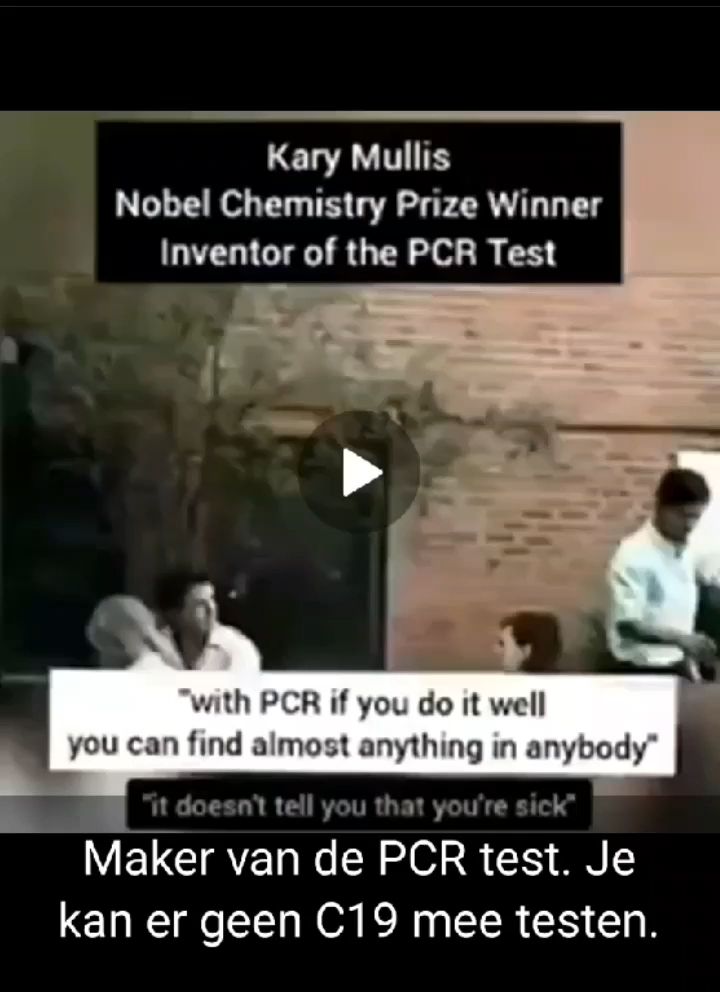 Kary Mullis
Nobel Chemistry Prize Winner
Inventor of the PCR Test
"with PCR if you do it well
you can find almost anything in anybody"
"it doesn't tell you that you're sick"
Maker van de PCR test. Je
kan er geen C19 mee testen.